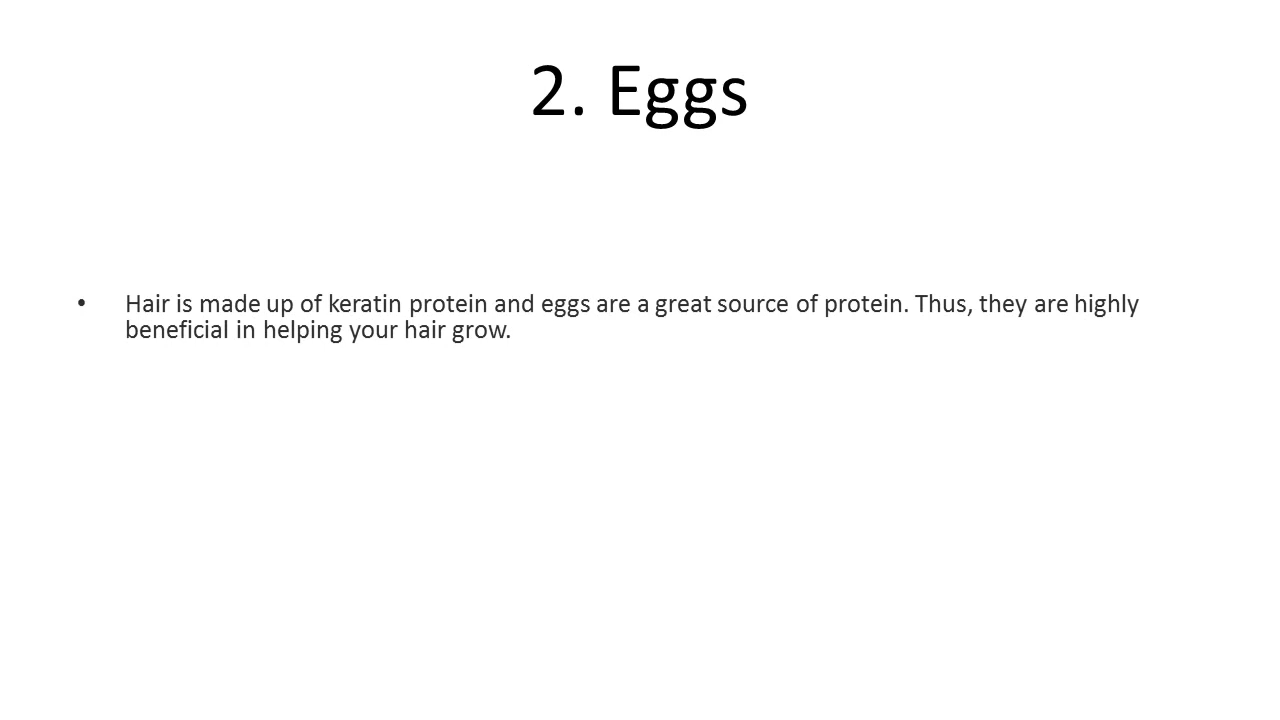 2. Eggs
• Hair is made up of keratin protein and eggs are a great source of protein. Thus, they are highly
beneficial in helping your hair grow.